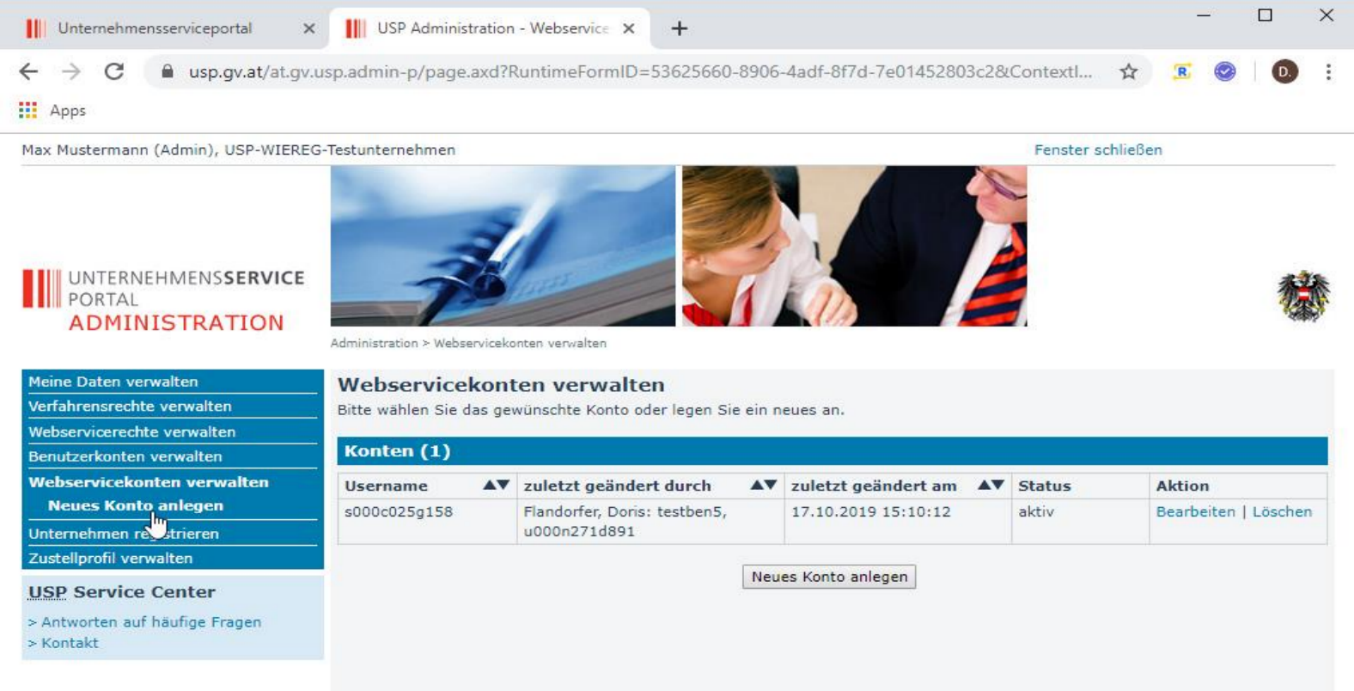 Unternehmensserviceportal
USP Administration - Webservice
usp.gv.at/at.gv.usp.admin-p/page.axd?RuntimeFormID=53625660-8906-4adf-8f7d-7e01452803c2&ContextI...
R
D.
Apps
Max Mustermann (Admin), USP-WIEREG-Testunternehmen
Fenster schließen
UNTERNEHMENSSERVICE
PORTAL
ADMINISTRATION
Administration > Webservicekonten verwalten
Meine Daten verwalten
Verfahrensrechte verwalten
Webservicerechte verwalten
Benutzerkonten verwalten
Webservicekonten verwalten
Neues Konto anlegen
Unternehmen registrieren
Zustellprofil verwalten
USP Service Center
> Antworten auf häufige Fragen
> Kontakt
Webservicekonten verwalten
Bitte wählen Sie das gewünschte Konto oder legen Sie ein neues an.
Konten (1)
Username ▲▼ zuletzt geändert durch ▲▼ zuletzt geändert am ▲▼ Status Aktion
s000c025g158 Flandorfer, Doris: testben5, 17.10.2019 15:10:12 aktiv Bearbeiten | Löschen
u000n271d891
Neues Konto anlegen